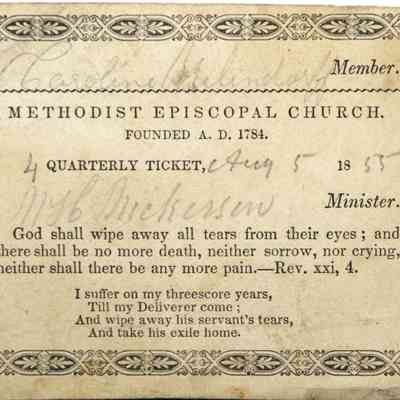 Caroline Member.
METHODIST EPISCOPAL CHURCH.
FOUNDED A. D. 1784.
4 QUARTERLY TICKET, Aug 5 1855
Nickerson Minister.
God shall wipe away all tears from their eyes; and
there shall be no more death, neither sorrow, nor crying,
neither shall there be any more pain.—Rev. xxi, 4.
I suffer on my threescore years,
Till my Deliverer come;
And wipe away his servant's tears,
And take his exile home.